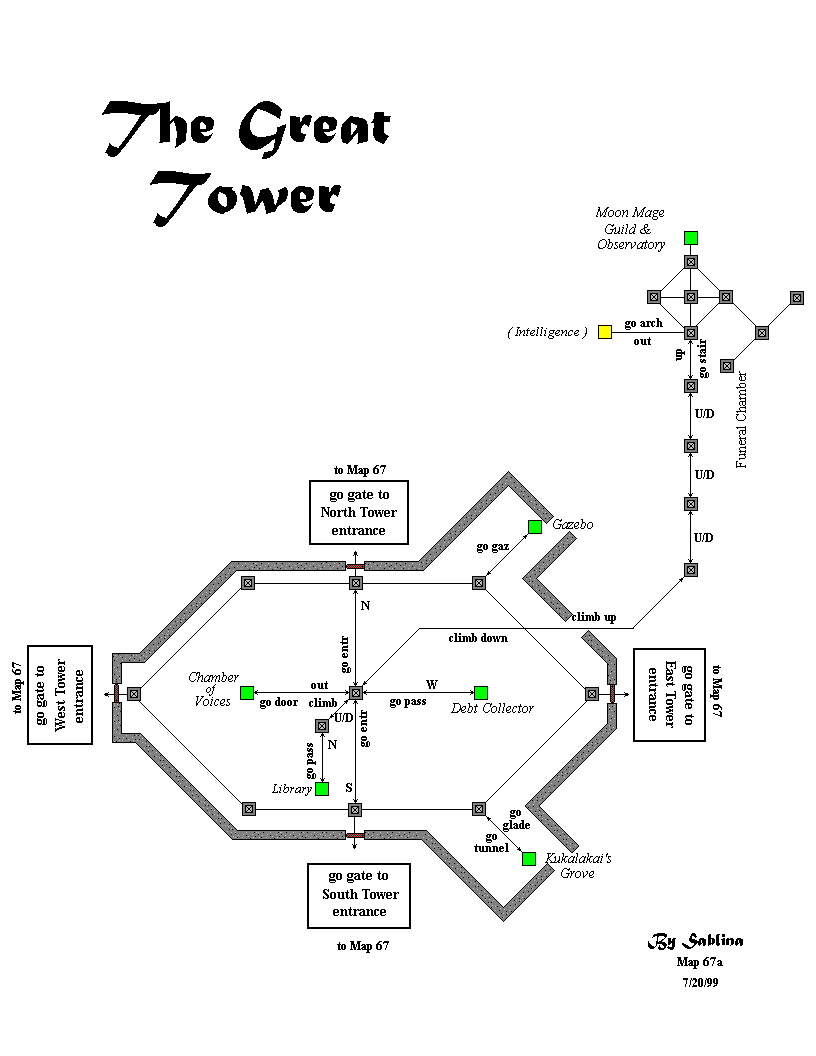 The Great
Tower
Moon Mage
Guild &
Observatory
( Intelligence )
go arch
out
up
go stair
Funeral Chamber
U/D
U/D
U/D
to Map 67
go gate to
North Tower
entrance
Gazebo
go gaz
N
climb up
climb down
go entr
to Map 67
go gate to
West Tower
entrance
Chamber
of
Voices
out
go door
climb
U/D
W
go pass
Debt Collector
go gate to
East Tower
entrance
to Map 67
go entr
N
go pass
Library
S
go
glade
go
tunnel
Kukalakai's
Grove
go gate to
South Tower
entrance
to Map 67
By Sablina
Map 67a
7/20/99